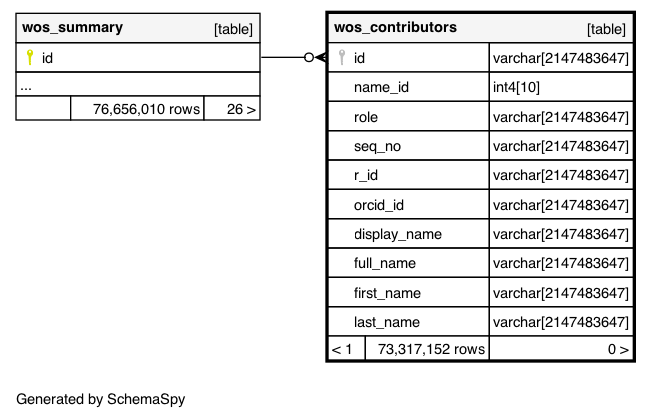 wos_summary [table]
id
...
76,656,010 rows 26 >
wos_contributors [table]
id varchar[2147483647]
name_id int4[10]
role varchar[2147483647]
seq_no varchar[2147483647]
r_id varchar[2147483647]
orcid_id varchar[2147483647]
display_name varchar[2147483647]
full_name varchar[2147483647]
first_name varchar[2147483647]
last_name varchar[2147483647]
< 1 73,317,152 rows 0 >
Generated by SchemaSpy